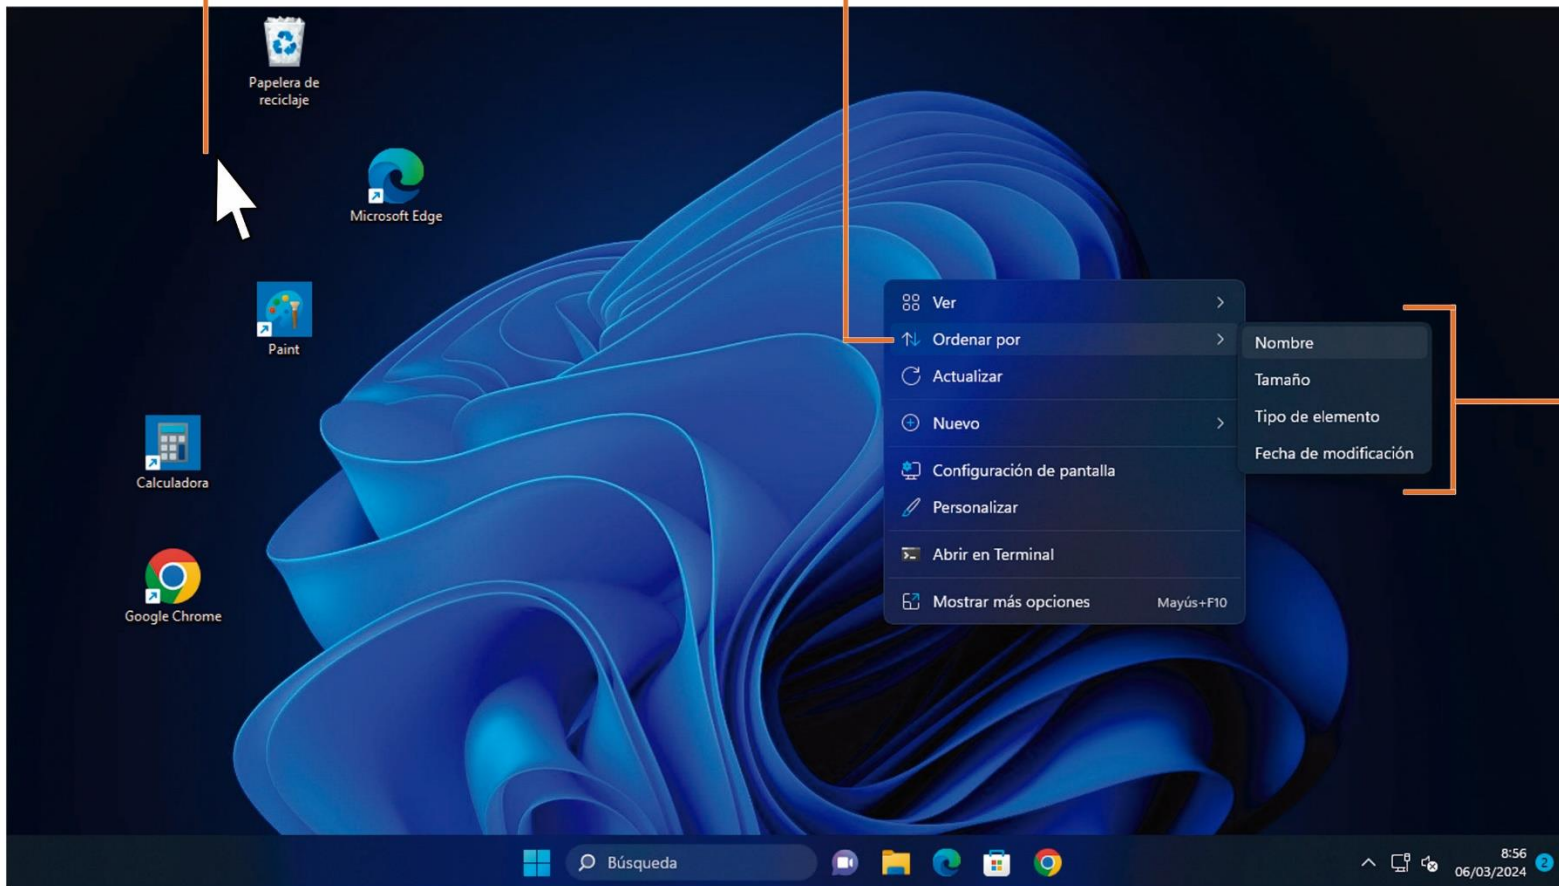 Papelera de
reciclaje
Microsoft Edge
Paint
Calculadora
Google Chrome
Ver
Ordenar por
Actualizar
Nuevo
Configuración de pantalla
Personalizar
Abrir en Terminal
Mostrar más opciones Mayús+F10
Nombre
Tamaño
Tipo de elemento
Fecha de modificación
Búsqueda
8:56
06/03/2024
2